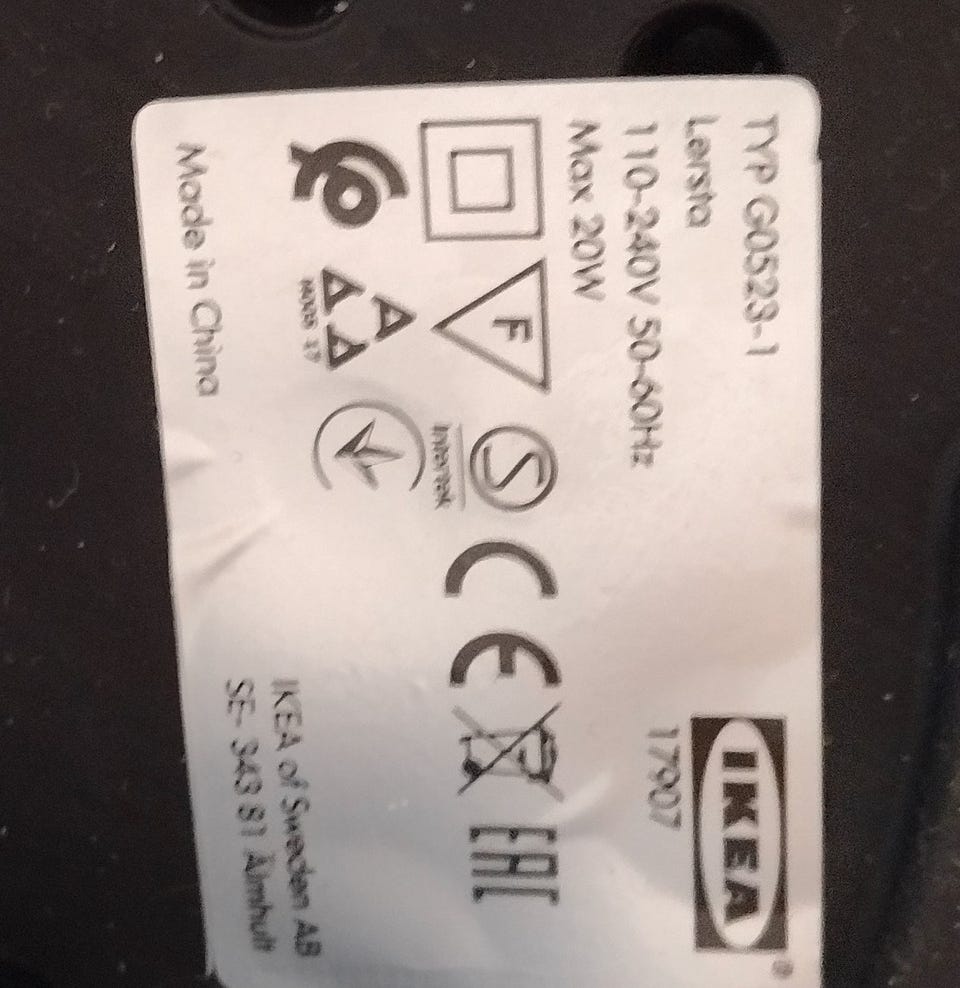 TYP G0523-1
Lersta
110-240V 50-60Hz
Max 20W
IKEA®
17907
F
S
Intertek
CE
EAC
A
Made in China
IKEA of Sweden AB
SE- 343 81 Älmhult